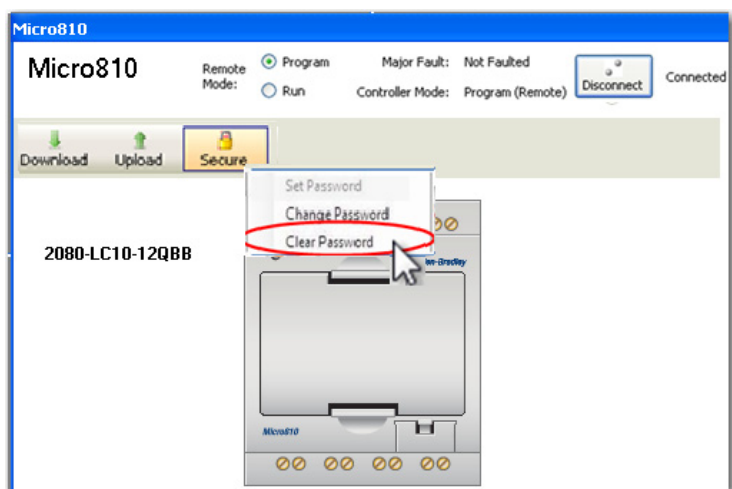 Micro810
Micro810
Remote Mode:
Program
Run
Major Fault: Not Faulted
Controller Mode: Program (Remote)
Disconnect
Connected
Download
Upload
Secure
Set Password
Change Password
Clear Password
2080-LC10-12QBB
Micro810